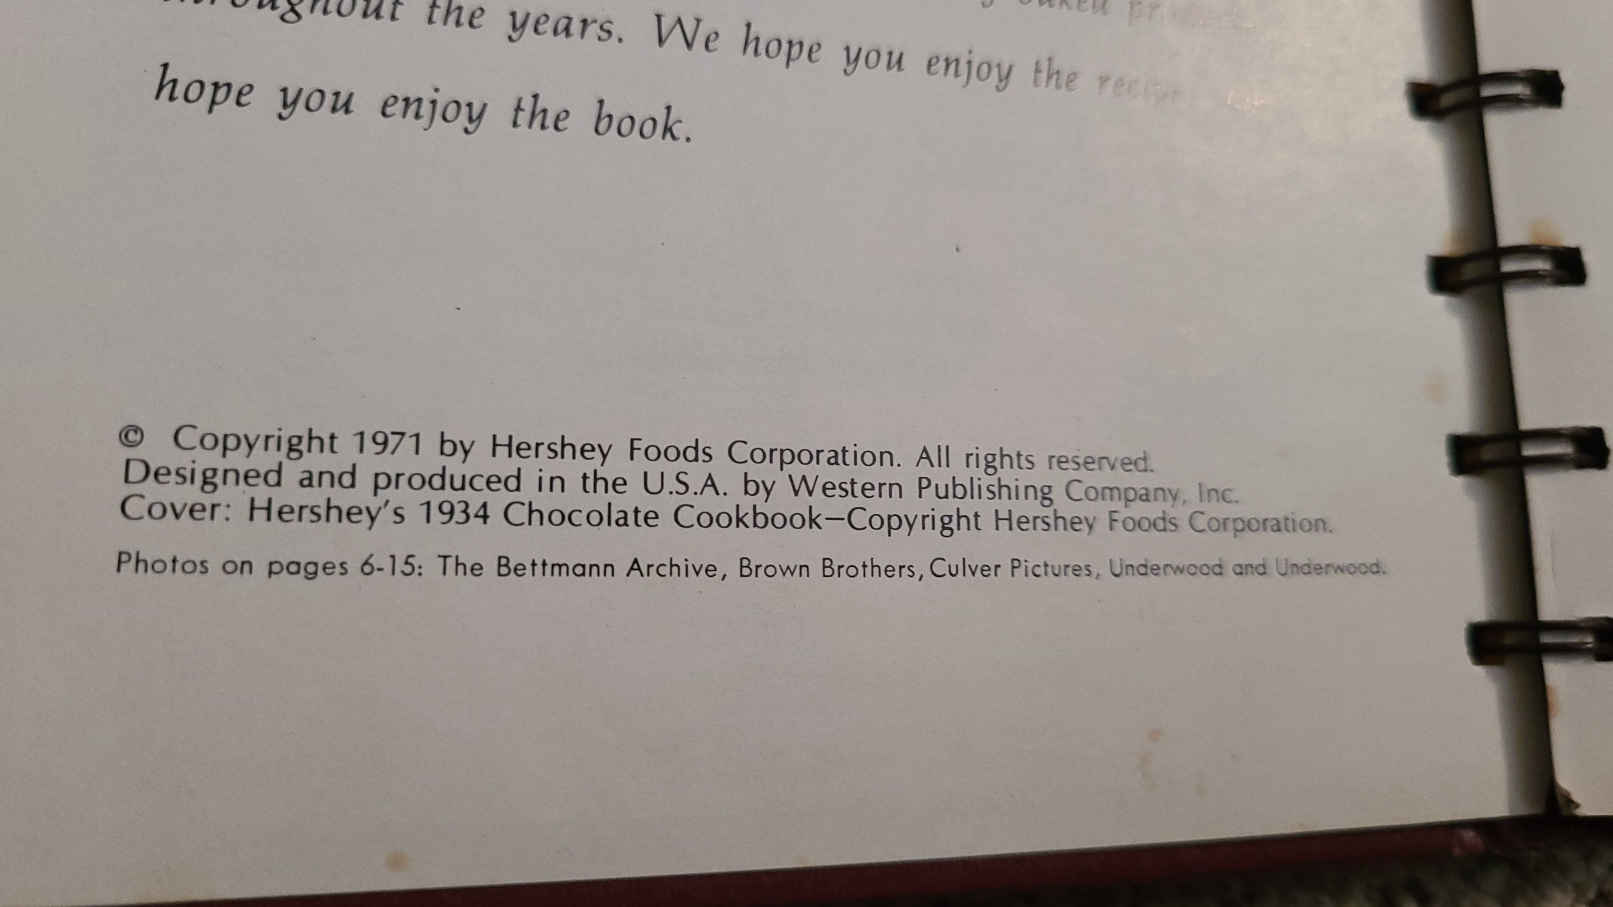 throughout the years. We hope you enjoy the
hope you enjoy the book.
© Copyright 1971 by Hershey Foods Corporation. All rights reserved.
Designed and produced in the U.S.A. by Western Publishing Company, Inc.
Cover: Hershey's 1934 Chocolate Cookbook—Copyright Hershey Foods Corporation.
Photos on pages 6-15: The Bettmann Archive, Brown Brothers, Culver Pictures, Underwood and Underwood.